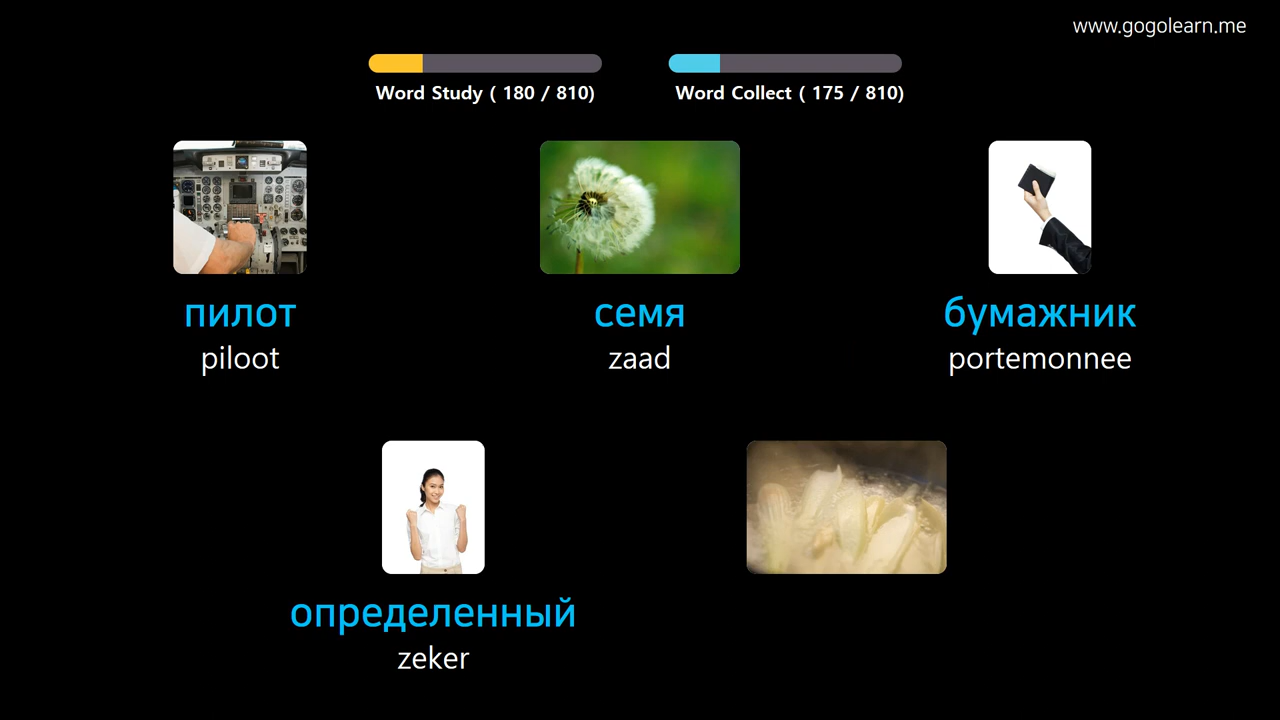 www.gogolearn.me
Word Study ( 180 / 810)
Word Collect ( 175 / 810)
пилот
piloot
семя
zaad
бумажник
portemonnee
определенный
zeker